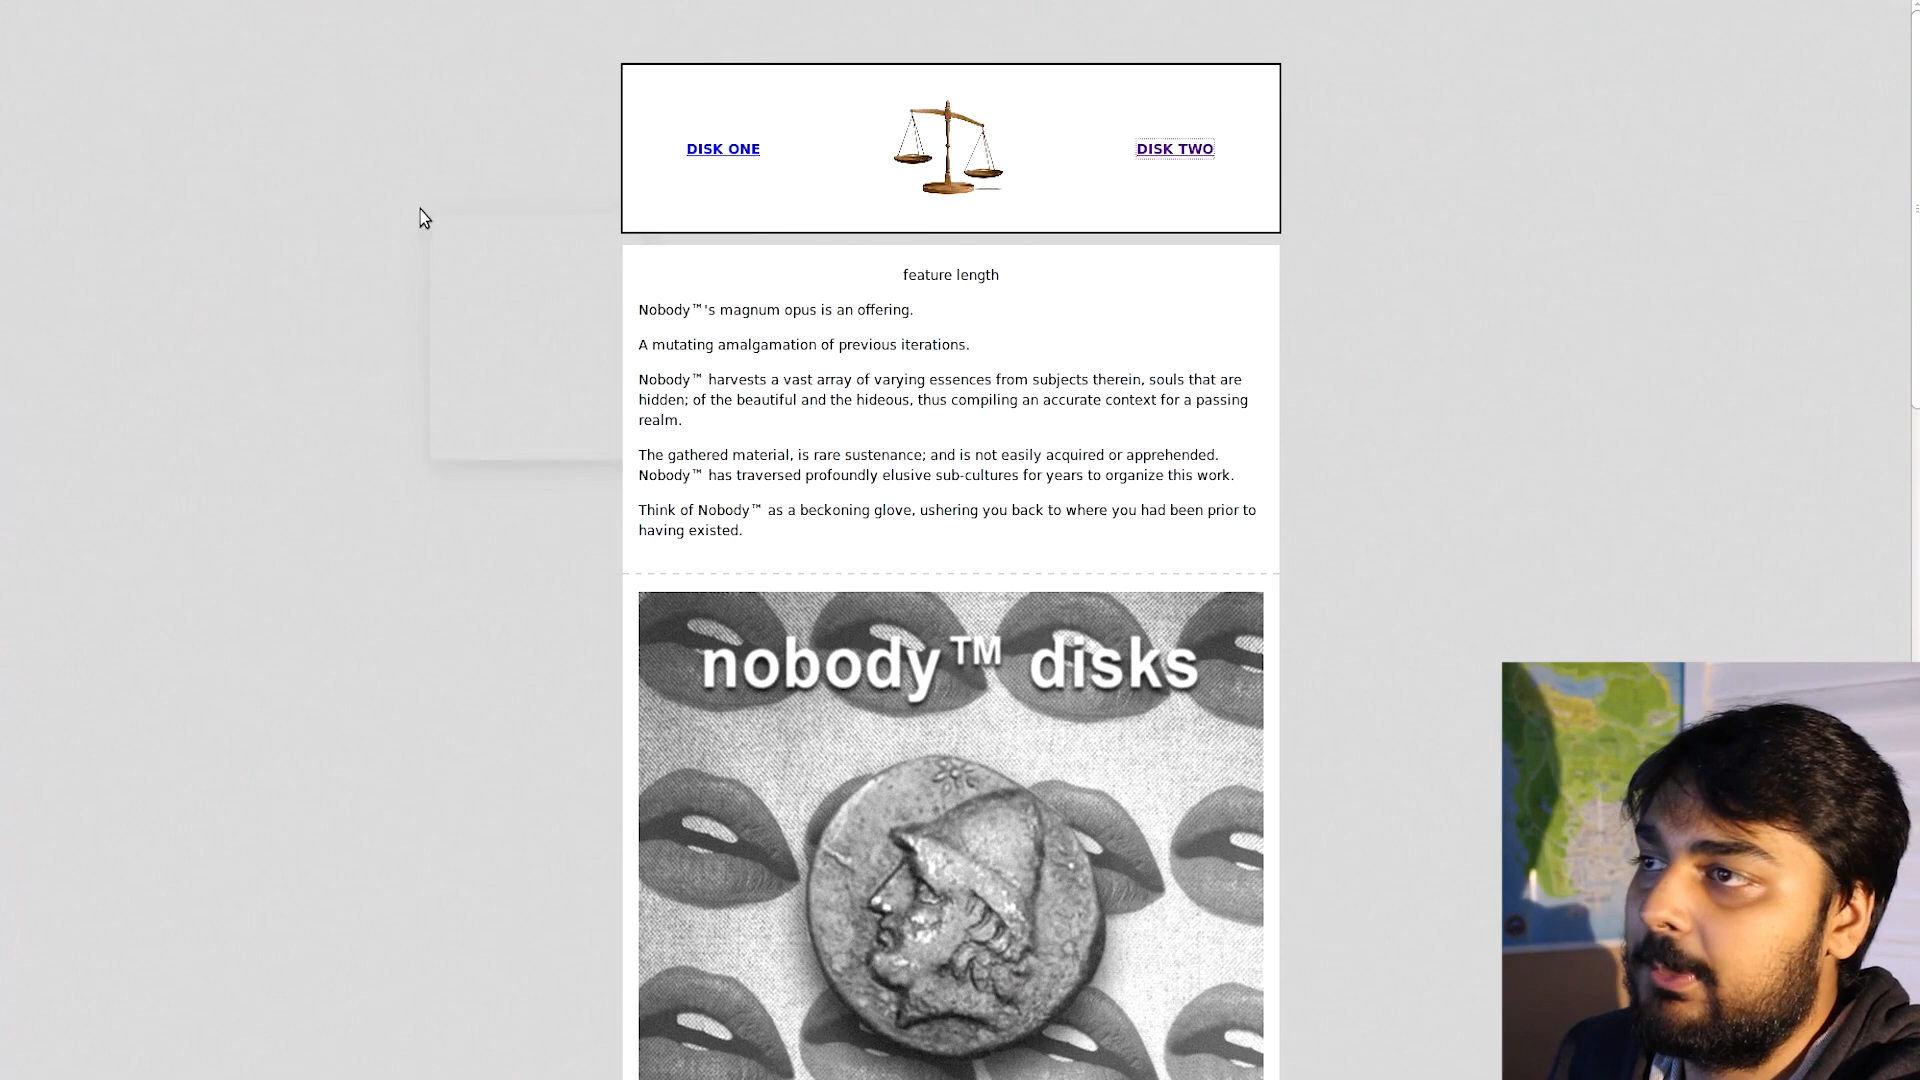 DISK ONE
DISK TWO
feature length
Nobody™'s magnum opus is an offering.
A mutating amalgamation of previous iterations.
Nobody™ harvests a vast array of varying essences from subjects therein, souls that are
hidden; of the beautiful and the hideous, thus compiling an accurate context for a passing
realm.
The gathered material, is rare sustenance; and is not easily acquired or apprehended.
Nobody™ has traversed profoundly elusive sub-cultures for years to organize this work.
Think of Nobody™ as a beckoning glove, ushering you back to where you had been prior to
having existed.
nobody™ disks